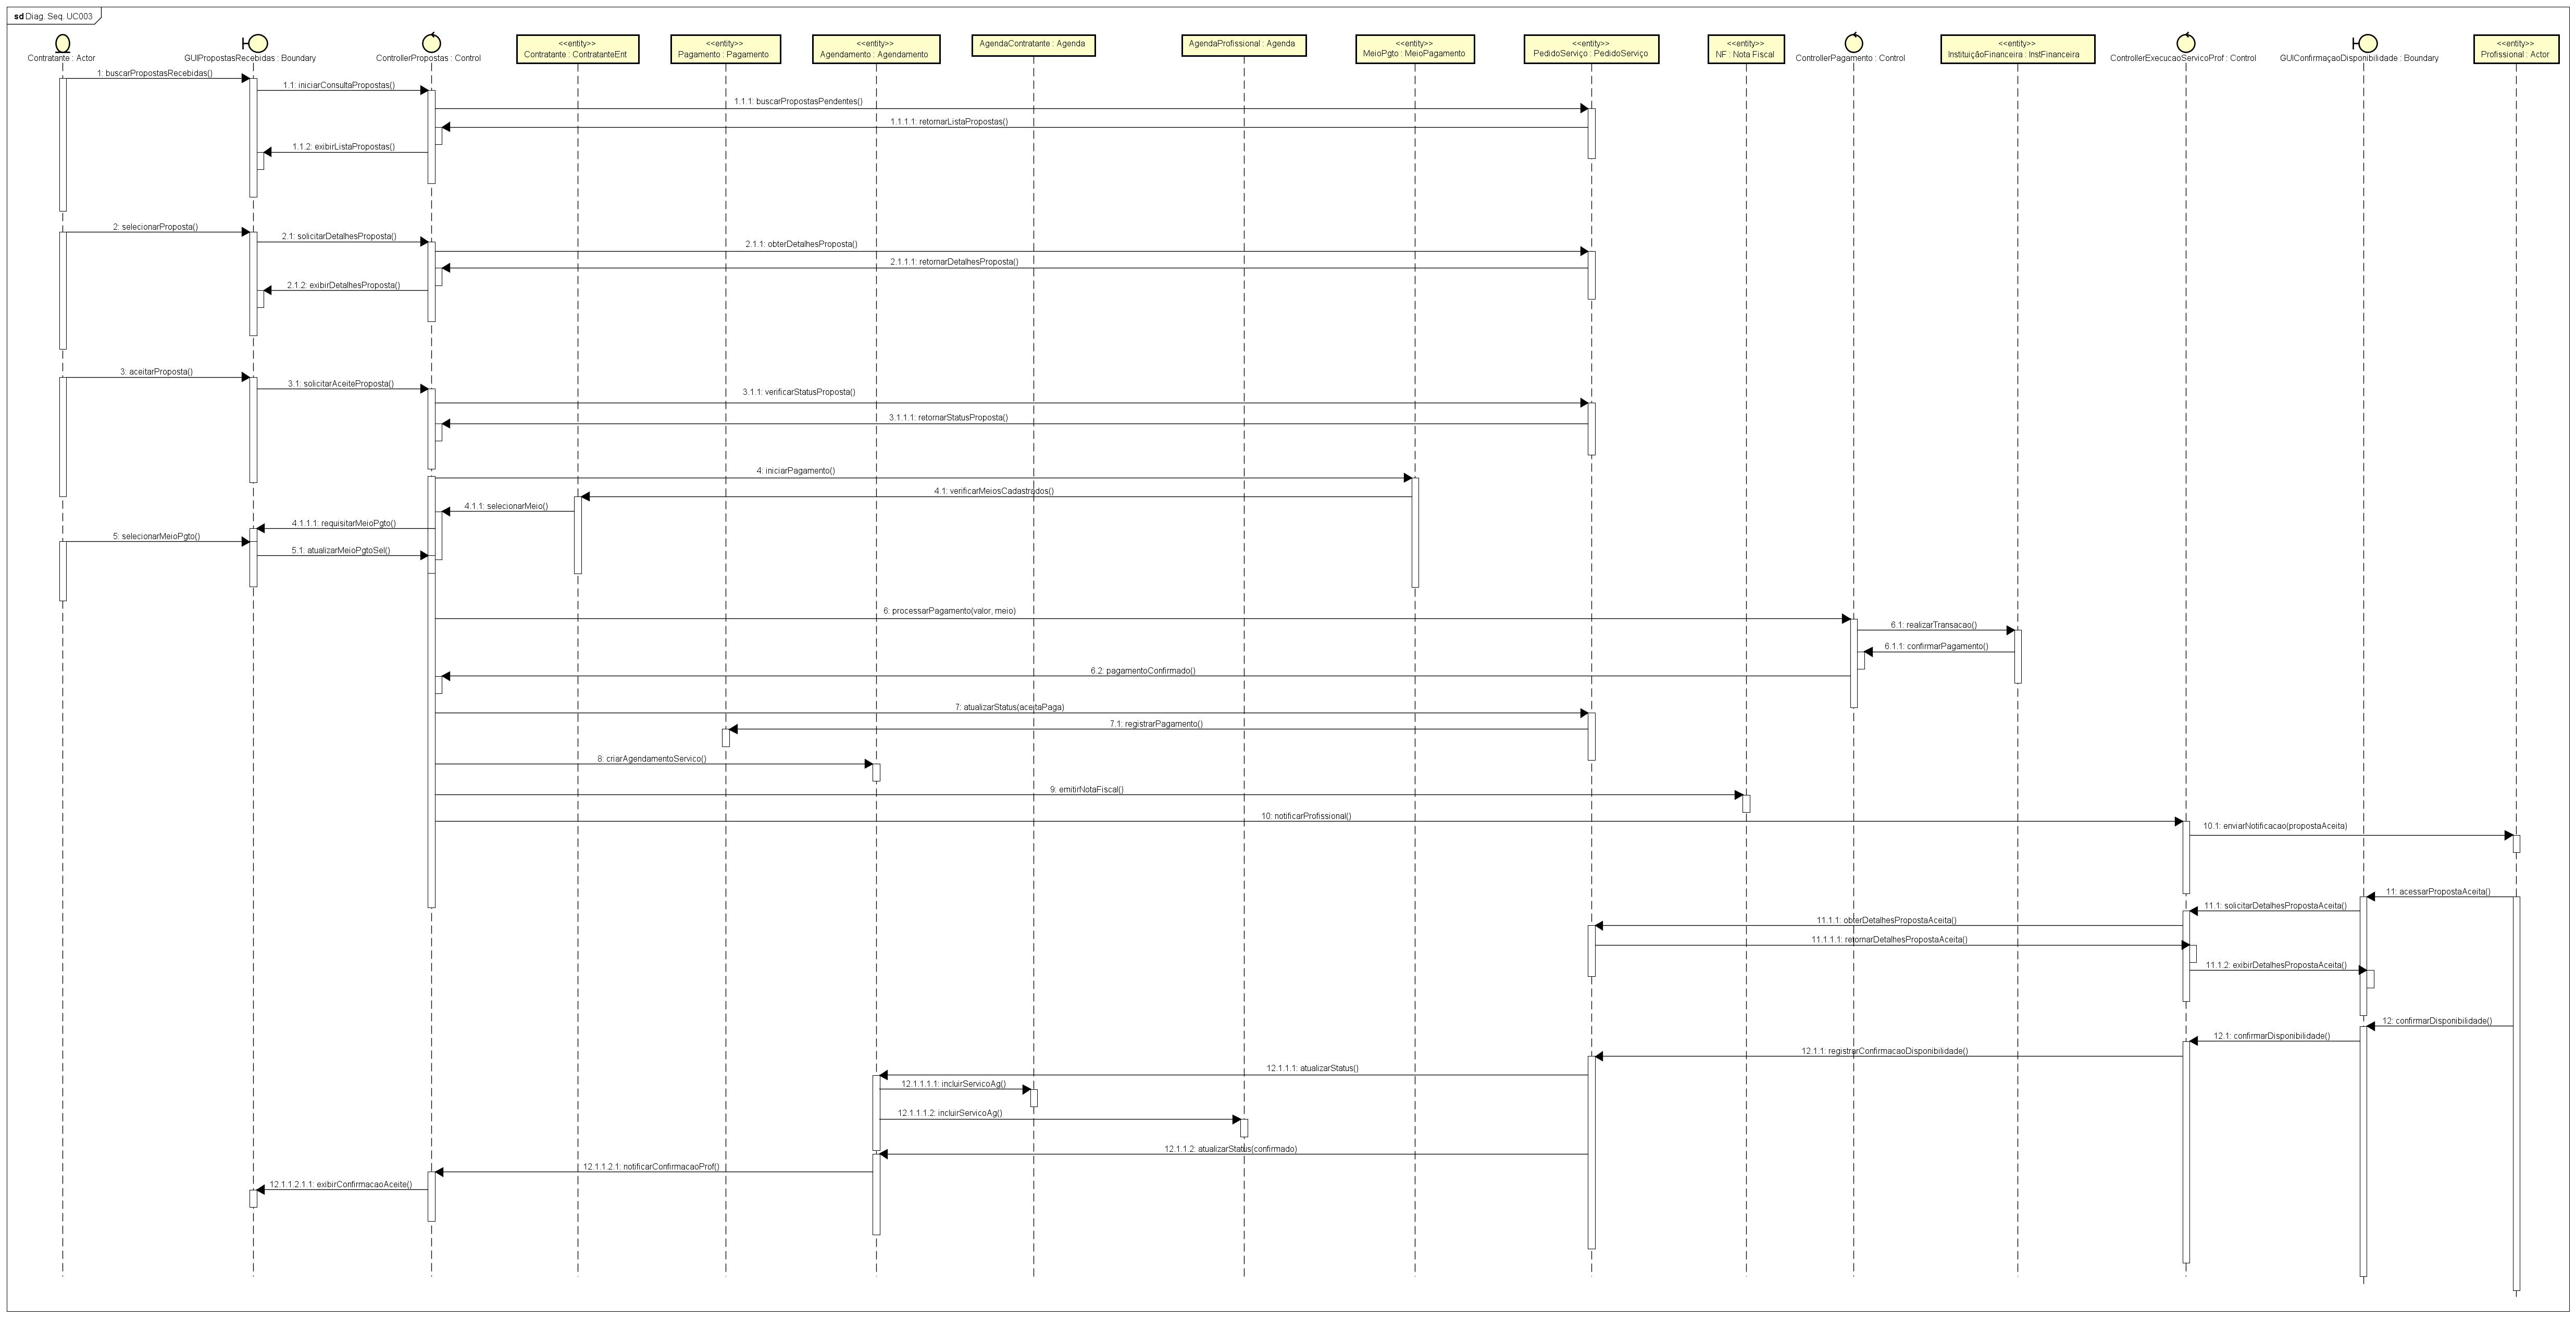 sd Diag. Seq. UC003
Contratante : Actor
GUIPropostasRecebidas : Boundary
ControllerPropostas : Control
<<entity>>
Contratante : ContratanteEnt
<<entity>>
Pagamento : Pagamento
<<entity>>
Agendamento : Agendamento
AgendaContratante : Agenda
AgendaProfissional : Agenda
<<entity>>
MeioPgto : MeioPagamento
<<entity>>
PedidoServiço : PedidoServiço
<<entity>>
NF : Nota Fiscal
ControllerPagamento : Control
<<entity>>
InstituiçãoFinanceira : InstFinanceira
ControllerExecucaoServicoProf : Control
GUIConfirmaçaoDisponibilidade : Boundary
<<entity>>
Profissional : Actor
1: buscarPropostasRecebidas()
1.1: iniciarConsultaPropostas()
1.1.1: buscarPropostasPendentes()
1.1.1.1: retornarListaPropostas()
1.1.2: exibirListaPropostas()
2: selecionarProposta()
2.1: solicitarDetalhesProposta()
2.1.1: obterDetalhesProposta()
2.1.1.1: retornarDetalhesProposta()
2.1.2: exibirDetalhesProposta()
3: aceitarProposta()
3.1: solicitarAceiteProposta()
3.1.1: verificarStatusProposta()
3.1.1.1: retornarStatusProposta()
4: iniciarPagamento()
4.1: verificarMeiosCadastrados()
4.1.1: selecionarMeio()
4.1.1.1: requisitarMeioPgto()
5: selecionarMeioPgto()
5.1: atualizarMeioPgtoSel()
6: processarPagamento(valor, meio)
6.1: realizarTransacao()
6.1.1: confirmarPagamento()
6.2: pagamentoConfirmado()
7: atualizarStatus(aceitaPaga)
7.1: registrarPagamento()
8: criarAgendamentoServico()
9: emitirNotaFiscal()
10: notificarProfissional()
10.1: enviarNotificacao(propostaAceita)
11: acessarPropostaAceita()
11.1: solicitarDetalhesPropostaAceita()
11.1.1: obterDetalhesPropostaAceita()
11.1.1.1: retornarDetalhesPropostaAceita()
11.1.2: exibirDetalhesPropostaAceita()
12: confirmarDisponibilidade()
12.1: confirmarDisponibilidade()
12.1.1: registrarConfirmacaoDisponibilidade()
12.1.1.1: atualizarStatus()
12.1.1.1.1: incluirServicoAg()
12.1.1.1.2: incluirServicoAg()
12.1.1.2: atualizarStatus(confirmado)
12.1.1.2.1: notificarConfirmacaoProf()
12.1.1.2.1.1: exibirConfirmacaoAceite()